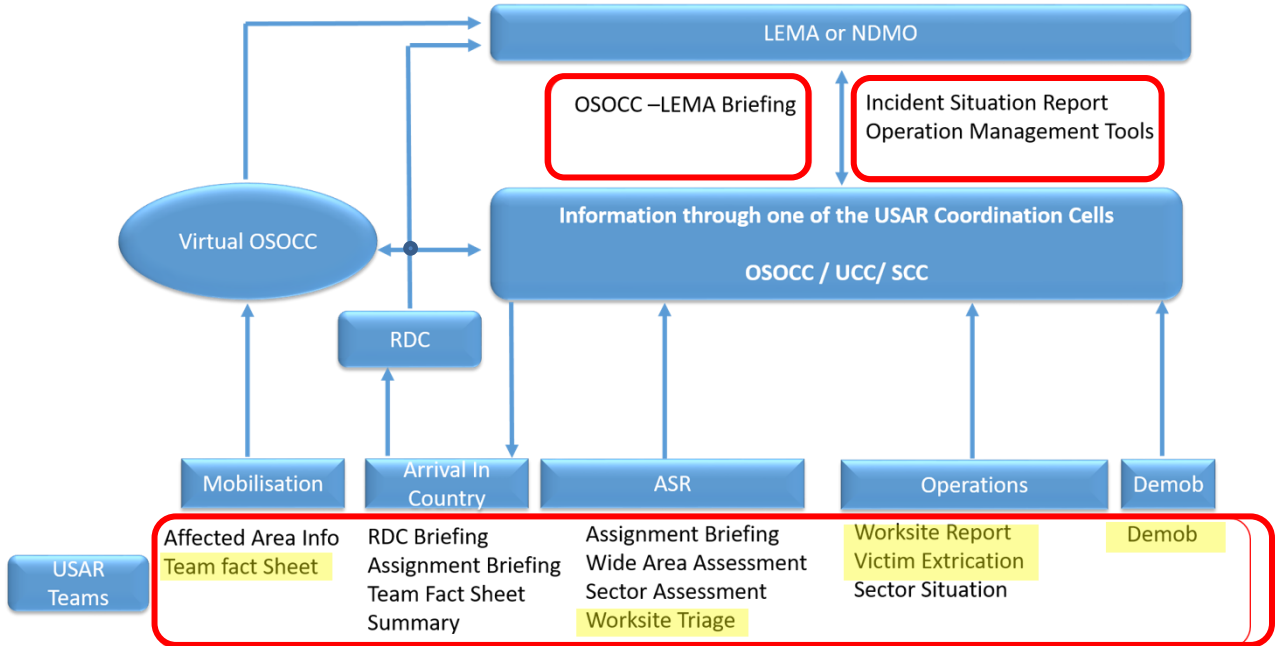 LEMA or NDMO
OSOCC –LEMA Briefing
Incident Situation Report
Operation Management Tools
Virtual OSOCC
Information through one of the USAR Coordination Cells
OSOCC / UCC/ SCC
RDC
Mobilisation
Arrival In
Country
ASR
Operations
Demob
USAR
Teams
Affected Area Info
Team fact Sheet
RDC Briefing
Assignment Briefing
Team Fact Sheet
Summary
Assignment Briefing
Wide Area Assessment
Sector Assessment
Worksite Triage
Worksite Report
Victim Extrication
Sector Situation
Demob